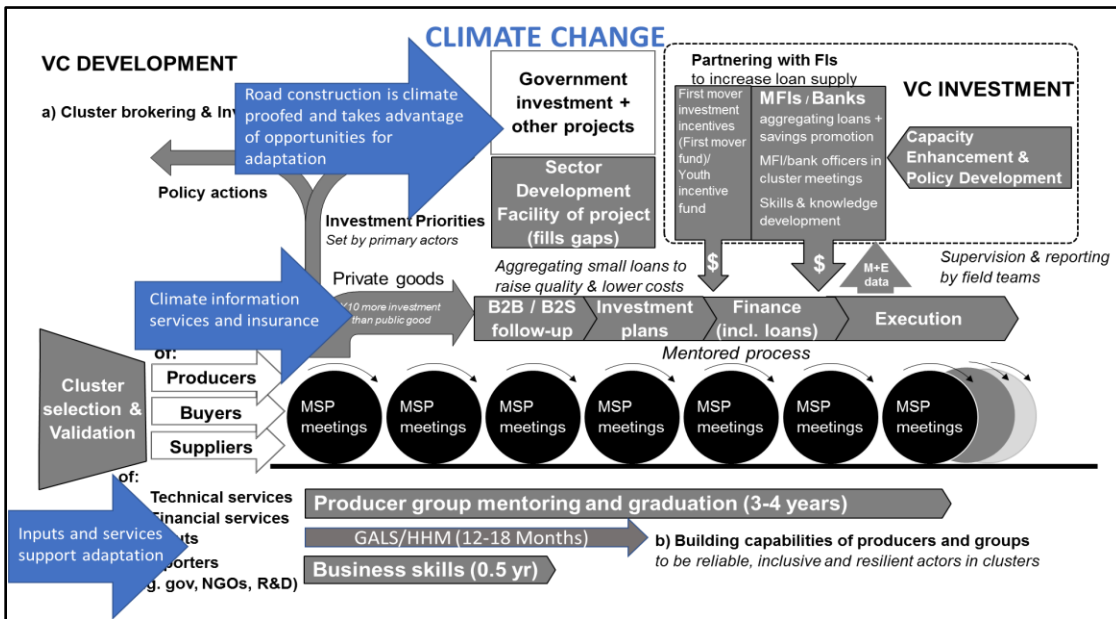 CLIMATE CHANGE
VC DEVELOPMENT
a) Cluster brokering &
Road construction is climate
proofed and takes advantage
of opportunities for
adaptation
Policy actions
Investment Priorities
Set by primary actors
Government
investment +
other projects
Sector
Development
Facility of project
(fills gaps)
Partnering with FIs
to increase loan supply
First mover
investment
incentives
(First mover
fund)/
Youth
incentive
fund
MFIs / Banks
aggregating loans +
savings promotion
MFI/bank officers in
cluster meetings
Skills & knowledge
development
VC INVESTMENT
Capacity
Enhancement &
Policy Development
$
$
M+E
data
Supervision & reporting
by field teams
Aggregating small loans to
raise quality & lower costs
Private goods
10 more investment
than public good
Climate information
services and insurance
B2B / B2S
follow-up
Investment
plans
Finance
(incl. loans)
Execution
Mentored process
Cluster
selection &
Validation
of:
Producers
Buyers
Suppliers
MSP
meetings
MSP
meetings
MSP
meetings
MSP
meetings
MSP
meetings
MSP
meetings
MSP
meetings
of:
Technical services
Financial services
Inputs and services
support adaptation
g. gov, NGOs, R&D)
Producer group mentoring and graduation (3-4 years)
GALS/HHM (12-18 Months)
Business skills (0.5 yr)
b) Building capabilities of producers and groups
to be reliable, inclusive and resilient actors in clusters